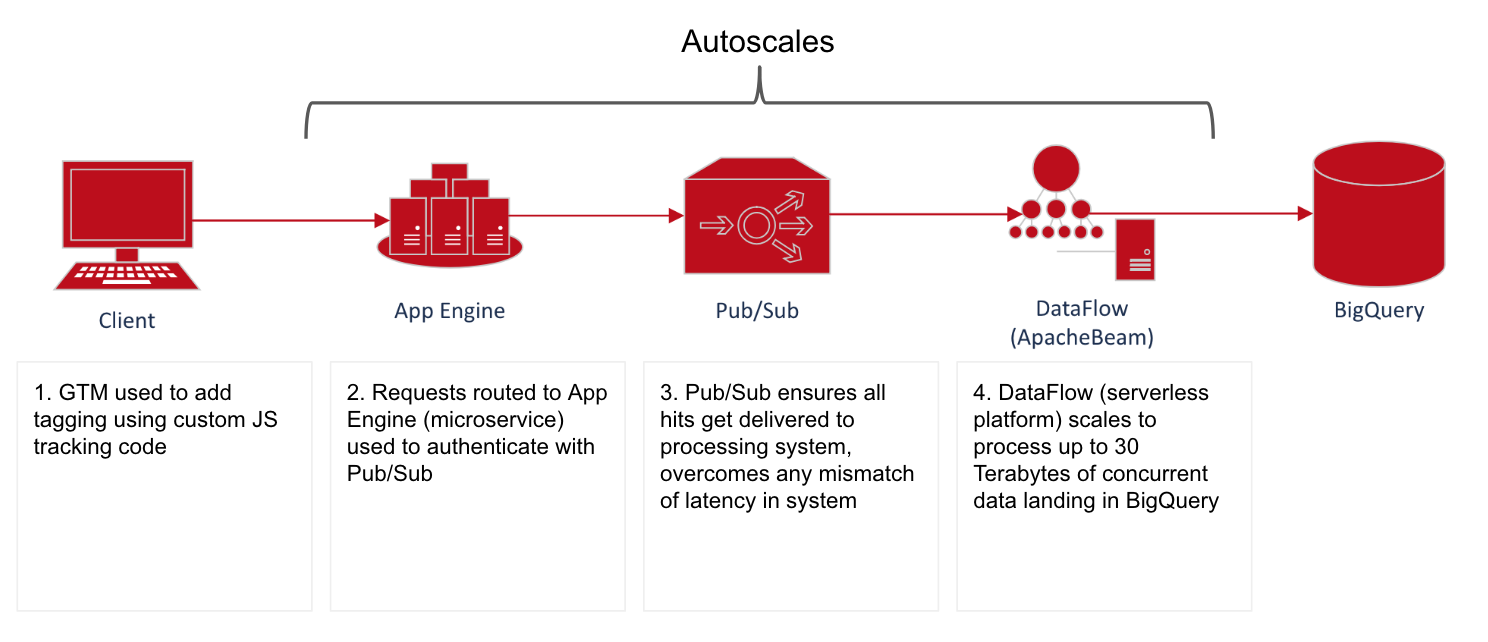 Autoscales
Client
App Engine
Pub/Sub
DataFlow
(ApacheBeam)
BigQuery
1. GTM used to add
tagging using custom JS
tracking code
2. Requests routed to App
Engine (microservice)
used to authenticate with
Pub/Sub
3. Pub/Sub ensures all
hits get delivered to
processing system,
overcomes any mismatch
of latency in system
4. DataFlow (serverless
platform) scales to
process up to 30
Terabytes of concurrent
data landing in BigQuery